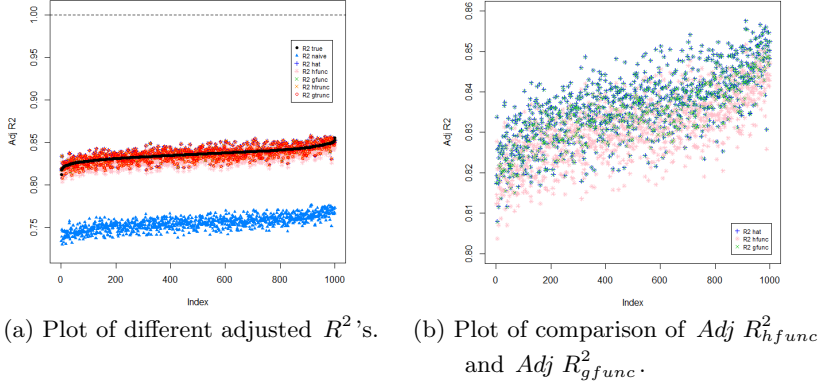 1.00
0.95
0.90
0.85
0.80
0.75
Adj R2
R2 true
R2 naive
R2 hat
R2 hfunc
R2 gfunc
R2 htrunc
R2 gtrunc
0 200 400 600 800 1000
Index
0.86
0.85
0.84
0.83
0.82
0.81
0.80
Adj R2
R2 hat
R2 hfunc
R2 gfunc
0 200 400 600 800 1000
Index
(a) Plot of different adjusted R²'s.
(b) Plot of comparison of Adj R²hfunc
and Adj R²gfunc.